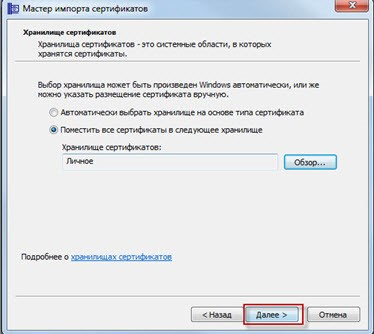 Мастер импорта сертификатов
Хранилище сертификатов
Хранилища сертификатов - это системные области, в которых
хранятся сертификаты.
Выбор хранилища может быть произведен Windows автоматически, или же
можно указать размещение сертификата вручную.
Автоматически выбрать хранилище на основе типа сертификата
Поместить все сертификаты в следующее хранилище
Хранилище сертификатов:
Личное
Обзор...
Подробнее о хранилищах сертификатов
< Назад
Далее >
Отмена